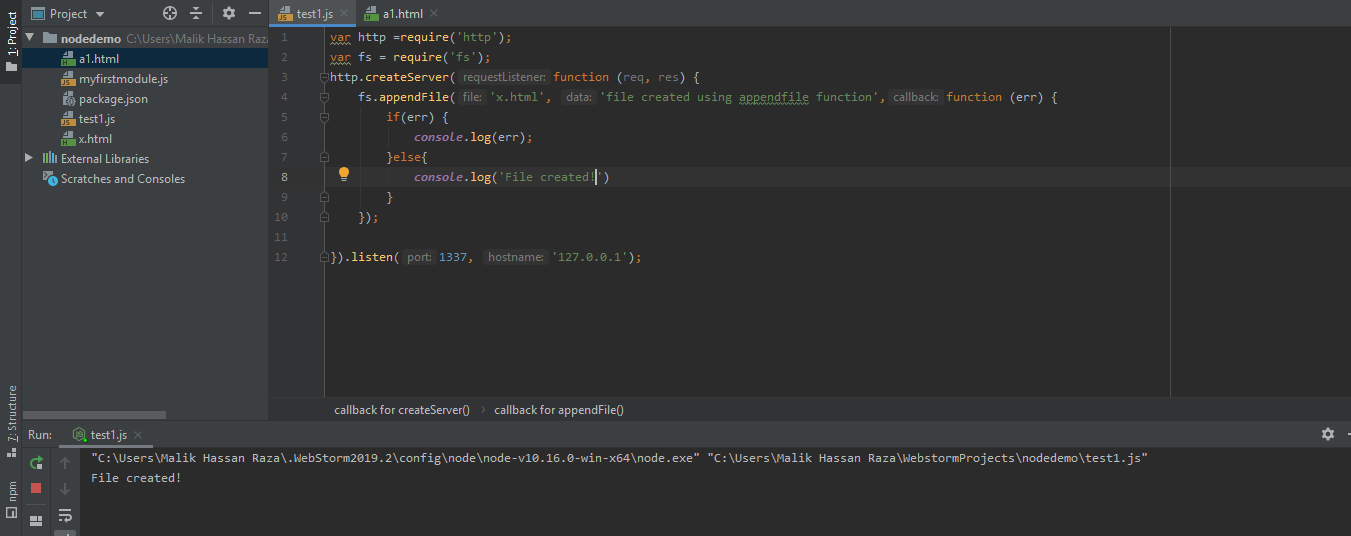 1: Project
Project
nodedemo C:\Users\Malik Hassan Raza\
a1.html
myfirstmodule.js
package.json
test1.js
x.html
External Libraries
Scratches and Consoles
test1.js a1.html
1 var http =require('http');
2 var fs = require('fs');
3 http.createServer( requestListener: function (req, res) {
4 fs.appendFile( file: 'x.html', data: 'file created using appendfile function', callback: function (err) {
5 if(err) {
6 console.log(err);
7 }else{
8 console.log('File created!')
9 }
10 });
11
12 }).listen( port: 1337, hostname: '127.0.0.1');
callback for createServer() › callback for appendFile()
7: Structure
npm
Run: test1.js
"C:\Users\Malik Hassan Raza\.WebStorm2019.2\config\node\node-v10.16.0-win-x64\node.exe" "C:\Users\Malik Hassan Raza\WebstormProjects\nodedemo\test1.js"
File created!